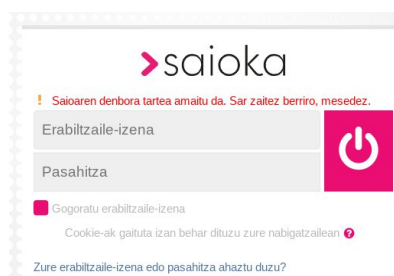 saioka
! Saioaren denbora tartea amaitu da. Sar zaitez berriro, mesedez.
Erabiltzaile-izena
Pasahitza
Gogoratu erabiltzaile-izena
Cookie-ak gaituta izan behar dituzu zure nabigatzailean ?
Zure erabiltzaile-izena edo pasahitza ahaztu duzu?